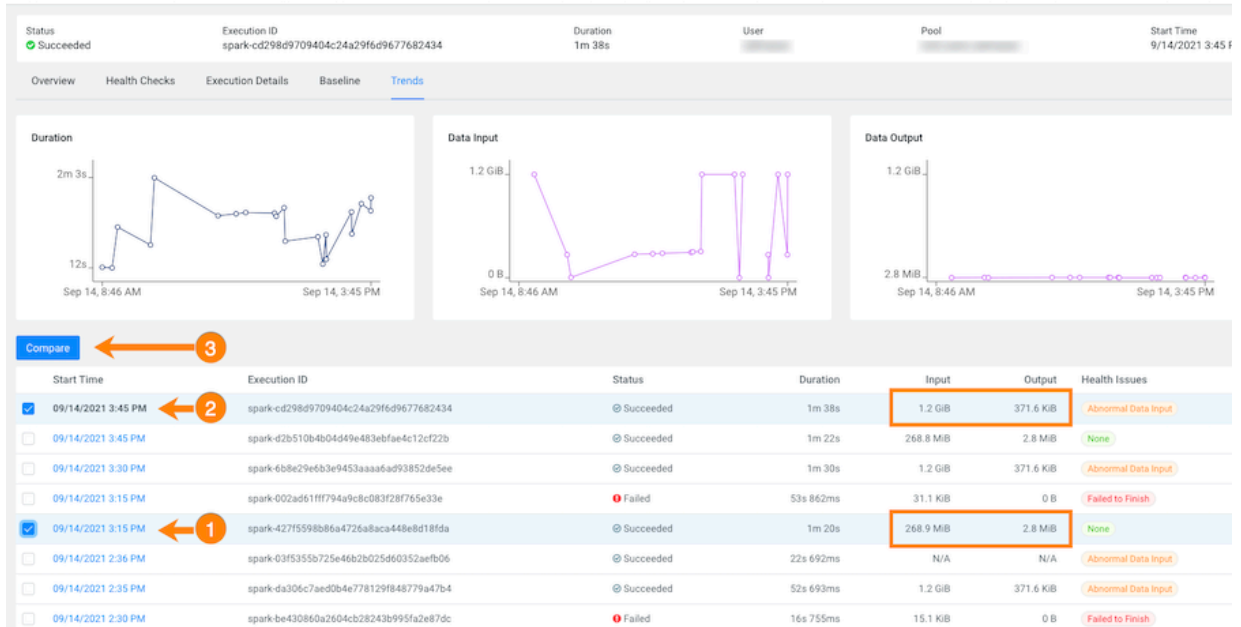 Status Execution ID Duration User Pool Start Time
Succeeded spark-cd298d9709404c24a29f6d9677682434 1m 38s 9/14/2021 3:45
Overview Health Checks Execution Details Baseline Trends
Duration
2m 3s
12s
Sep 14, 8:46 AM Sep 14, 3:45 PM
Data Input
1.2 GiB
0 B
Sep 14, 8:46 AM Sep 14, 3:45 PM
Data Output
1.2 GiB
2.8 MiB
Sep 14, 8:46 AM Sep 14, 3:45 PM
Compare 3
Start Time Execution ID Status Duration Input Output Health Issues
09/14/2021 3:45 PM 2 spark-cd298d9709404c24a29f6d9677682434 Succeeded 1m 38s 1.2 GiB 371.6 KiB Abnormal Data Input
09/14/2021 3:45 PM spark-d2b510b4b04d49e483ebfae4c12cf22b Succeeded 1m 22s 268.8 MiB 2.8 MiB None
09/14/2021 3:30 PM spark-6b8e29e6b3e9453aaaa6ad93852de5ee Succeeded 1m 30s 1.2 GiB 371.6 KiB Abnormal Data Input
09/14/2021 3:15 PM spark-002ad61fff794a9c8c083f28f765e33e Failed 53s 862ms 31.1 KiB 0 B Failed to Finish
09/14/2021 3:15 PM 1 spark-427f5598b86a4726a8aca448e8d18fda Succeeded 1m 20s 268.9 MiB 2.8 MiB None
09/14/2021 2:36 PM spark-03f5355b725e46b2b025d60352aefb06 Succeeded 22s 692ms N/A N/A Abnormal Data Input
09/14/2021 2:35 PM spark-da306c7aed0b4e778129f848779a47b4 Succeeded 52s 693ms 1.2 GiB 371.6 KiB Abnormal Data Input
09/14/2021 2:30 PM spark-be430860a2604cb28243b995fa2e87dc Failed 16s 755ms 15.1 KiB 0 B Failed to Finish